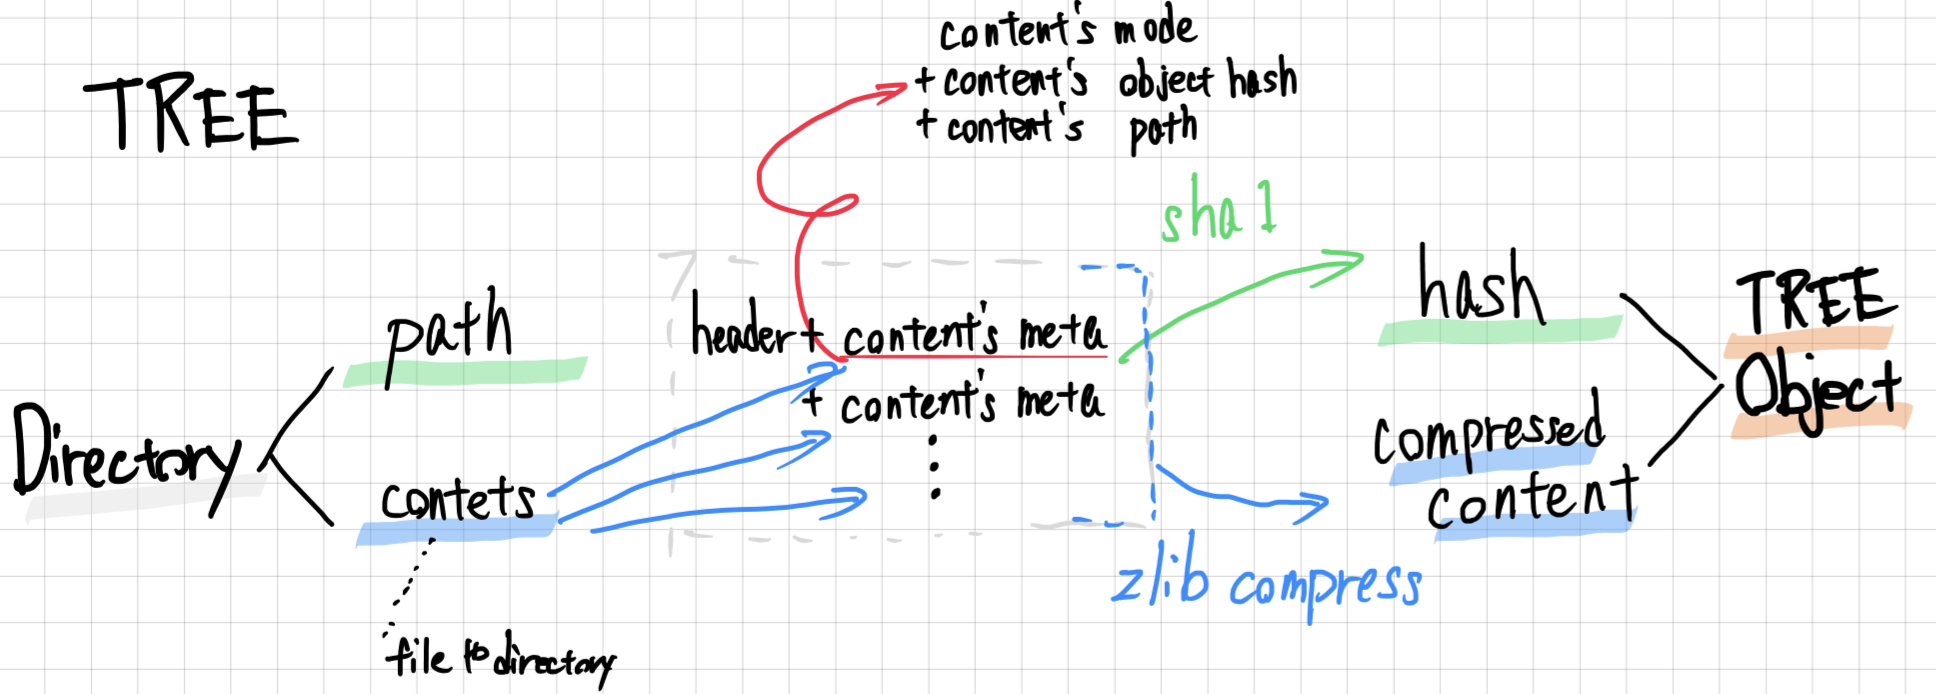 TREE
content's mode
+ content's object hash
+ content's path
sha1
path
header + content's meta
+ content's meta
hash
TREE
Object
Directory
contets
compressed
content
zlib compress
file to directory